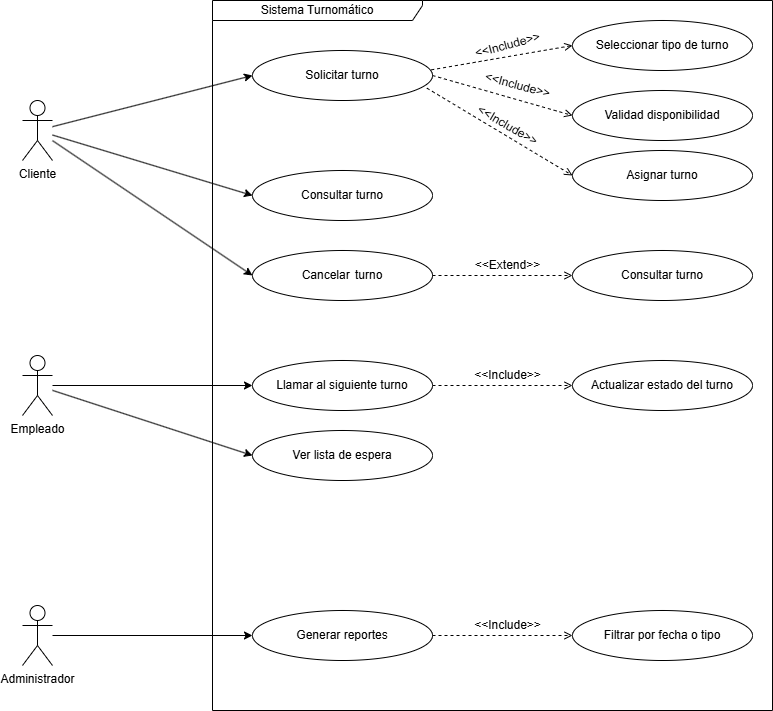 Sistema Turnomático
Solicitar turno
<<Include>>
Seleccionar tipo de turno
<<Include>>
Validad disponibilidad
<<Include>>
Asignar turno
Cliente
Consultar turno
Cancelar turno
<<Extend>>
Consultar turno
Llamar al siguiente turno
<<Include>>
Actualizar estado del turno
Empleado
Ver lista de espera
Generar reportes
<<Include>>
Filtrar por fecha o tipo
Administrador